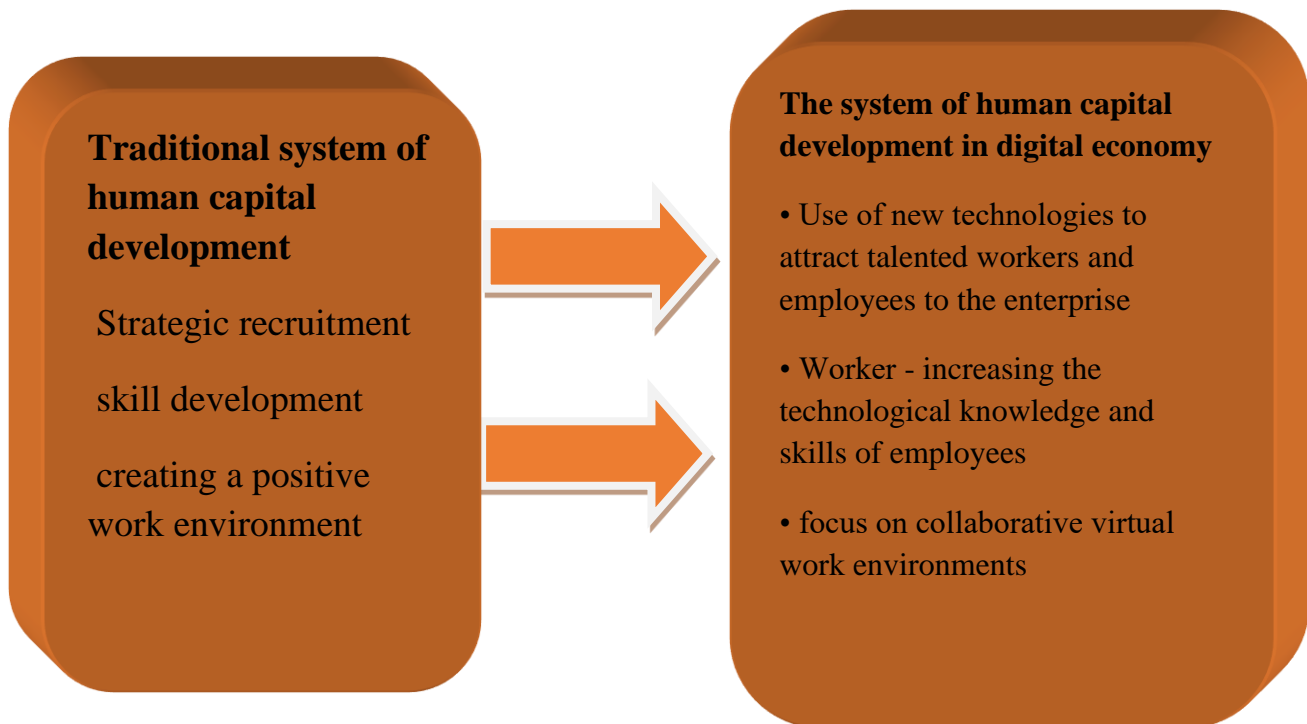 Traditional system of
human capital
development
Strategic recruitment
skill development
creating a positive
work environment
The system of human capital
development in digital economy
• Use of new technologies to
attract talented workers and
employees to the enterprise
• Worker - increasing the
technological knowledge and
skills of employees
• focus on collaborative virtual
work environments